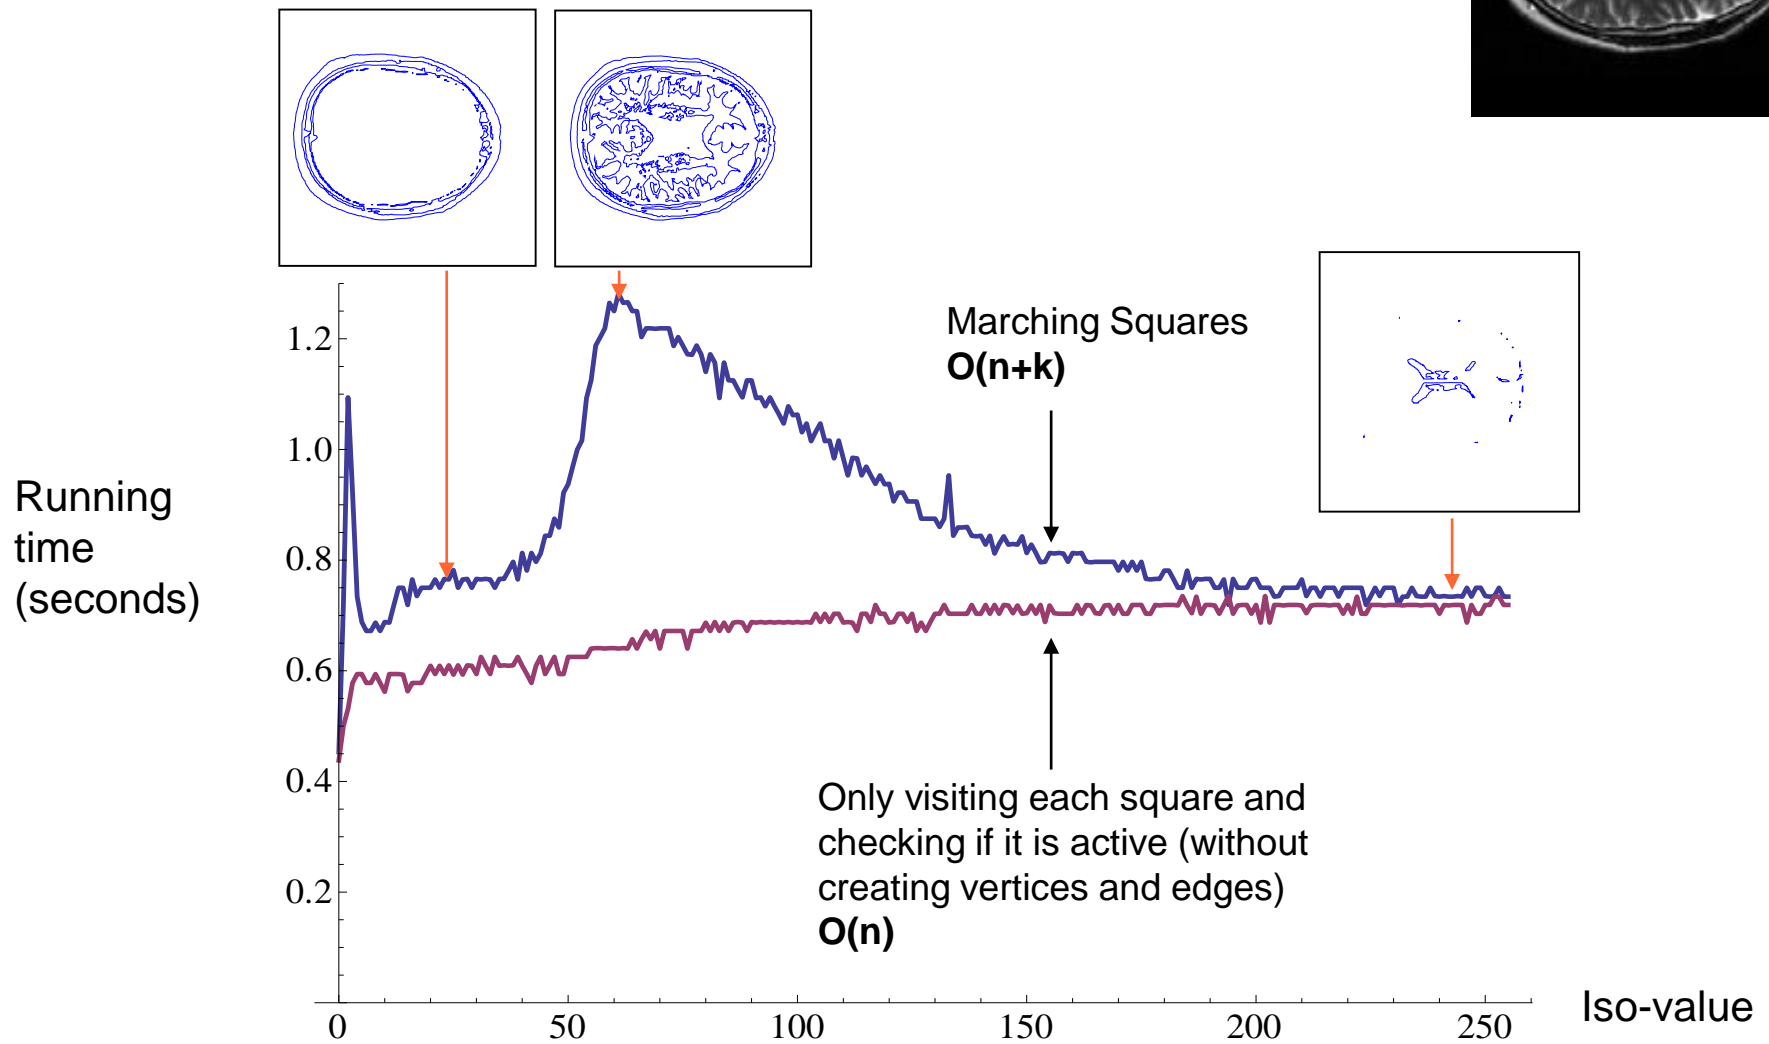 Marching Squares
O(n+k)
Running
time
(seconds)
1.2
1.0
0.8
0.6
0.4
0.2
Only visiting each square and
checking if it is active (without
creating vertices and edges)
O(n)
0 50 100 150 200 250
Iso-value